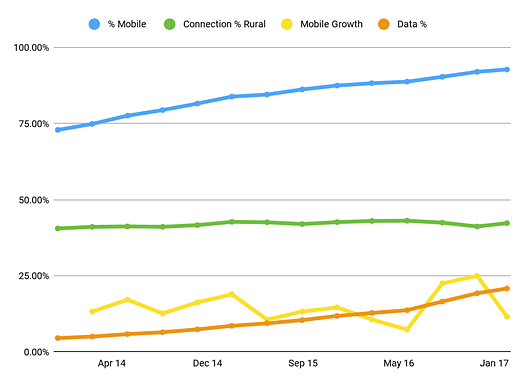 % Mobile Connection % Rural Mobile Growth Data %
100.00%
75.00%
50.00%
25.00%
0.00%
Apr 14 Dec 14 Sep 15 May 16 Jan 17